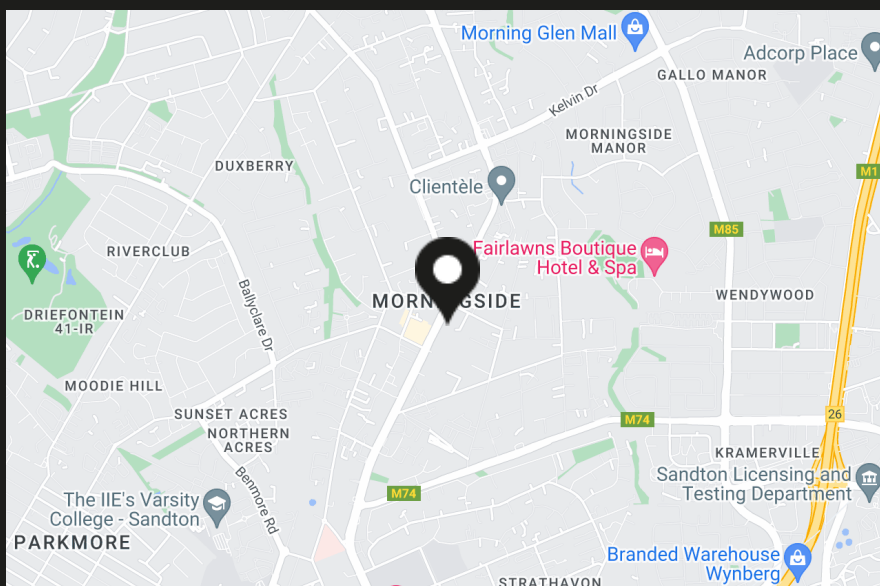 Morning Glen Mall
Adcorp Place
GALLO MANOR
Kelvin Dr
MORNINGSIDE
MANOR
DUXBERRY
M1
Clientèle
M85
Fairlawns Boutique
Hotel & Spa
RIVERCLUB
Ballyclare Dr
MORNINGSIDE
WENDYWOOD
DRIEFONTEIN
41-IR
MOODIE HILL
SUNSET ACRES
M74
26
NORTHERN
ACRES
KRAMERVILLE
Benmore Rd
Sandton Licensing and
Testing Department
M74
The IIE's Varsity
College - Sandton
PARKMORE
Branded Warehouse
Wynberg
STRATHAVON